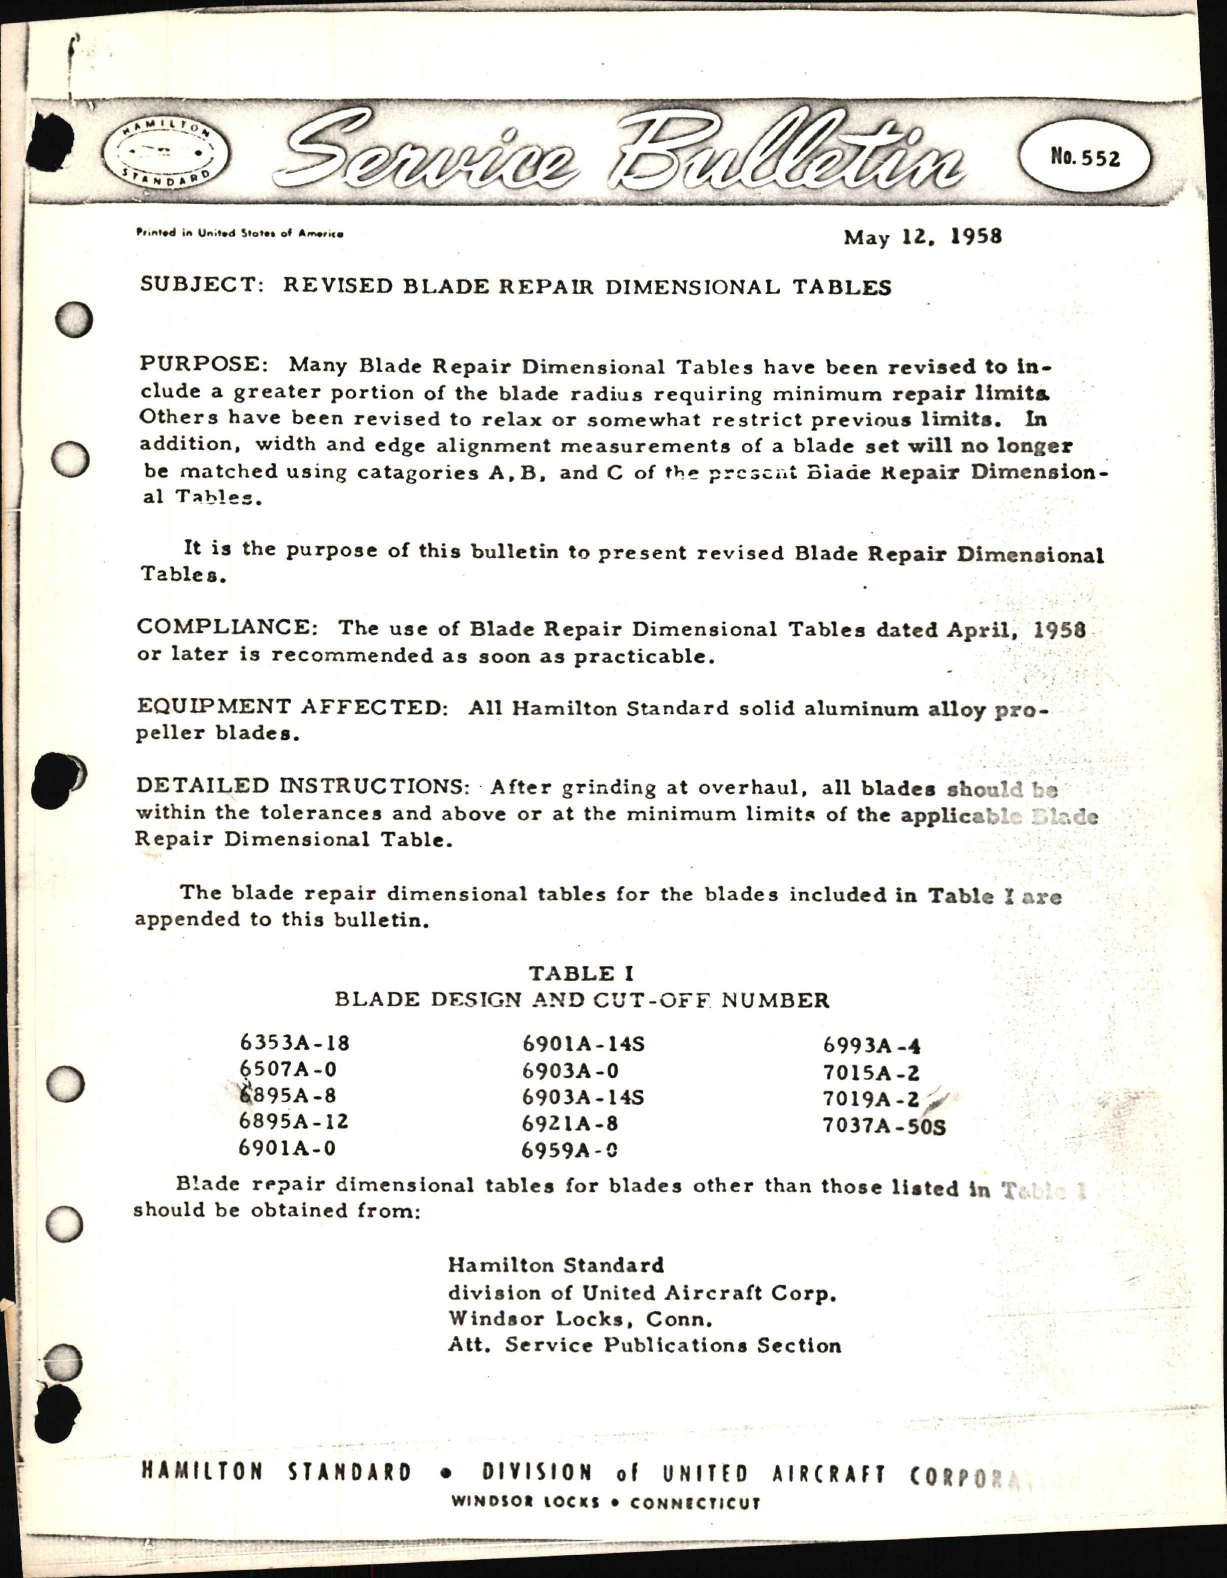 HAMILTON STANDARD
Service Bulletin
No. 552
Printed in United States of America
May 12, 1958
SUBJECT: REVISED BLADE REPAIR DIMENSIONAL TABLES
PURPOSE: Many Blade Repair Dimensional Tables have been revised to in-
clude a greater portion of the blade radius requiring minimum repair limits.
Others have been revised to relax or somewhat restrict previous limits. In
addition, width and edge alignment measurements of a blade set will no longer
be matched using catagories A, B, and C of the present Blade Repair Dimension-
al Tables.
It is the purpose of this bulletin to present revised Blade Repair Dimensional
Tables.
COMPLIANCE: The use of Blade Repair Dimensional Tables dated April, 1958
or later is recommended as soon as practicable.
EQUIPMENT AFFECTED: All Hamilton Standard solid aluminum alloy pro-
peller blades.
DETAILED INSTRUCTIONS: After grinding at overhaul, all blades should be
within the tolerances and above or at the minimum limits of the applicable Blade
Repair Dimensional Table.
The blade repair dimensional tables for the blades included in Table I are
appended to this bulletin.
TABLE I
BLADE DESIGN AND CUT-OFF NUMBER
6353A-18 6901A-14S 6993A-4
6507A-0 6903A-0 7015A-2
6895A-8 6903A-14S 7019A-2
6895A-12 6921A-8 7037A-50S
6901A-0 6959A-0
Blade repair dimensional tables for blades other than those listed in Table I
should be obtained from:
Hamilton Standard
division of United Aircraft Corp.
Windsor Locks, Conn.
Att. Service Publications Section
HAMILTON STANDARD • DIVISION of UNITED AIRCRAFT CORPORATION
WINDSOR LOCKS • CONNECTICUT